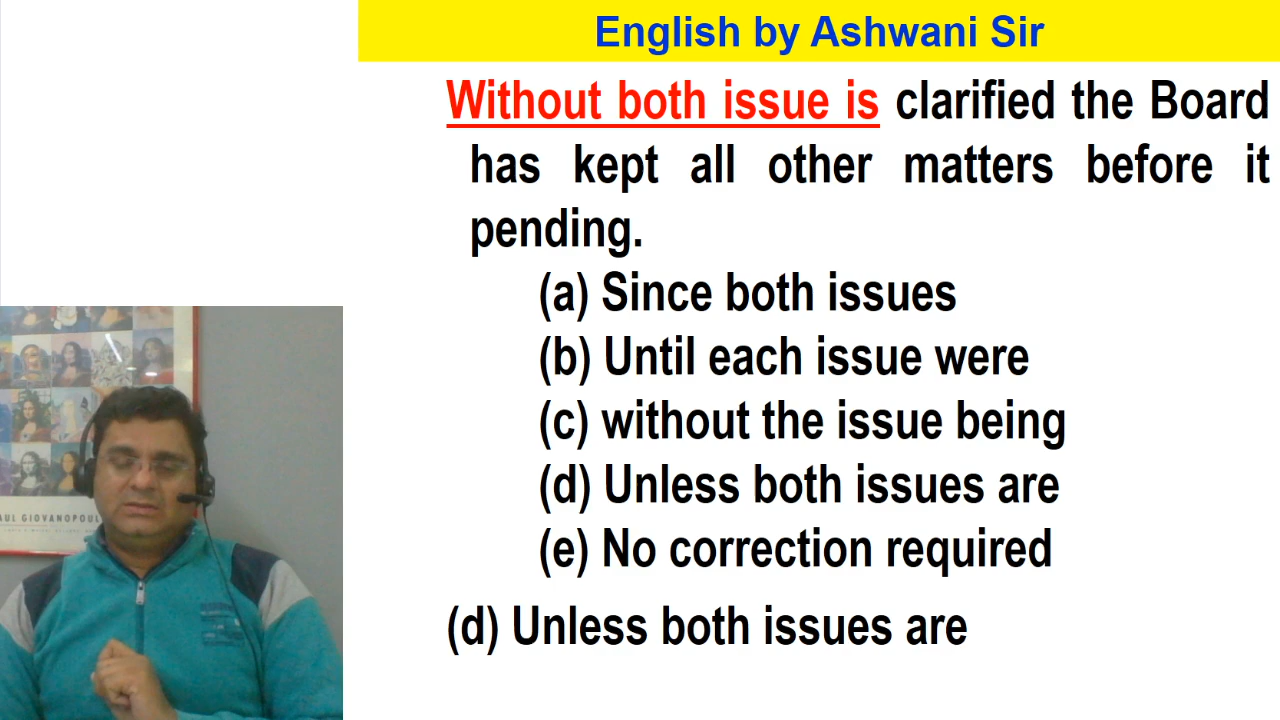 English by Ashwani Sir
Without both issue is clarified the Board
has kept all other matters before it
pending.
(a) Since both issues
(b) Until each issue were
(c) without the issue being
(d) Unless both issues are
(e) No correction required
(d) Unless both issues are